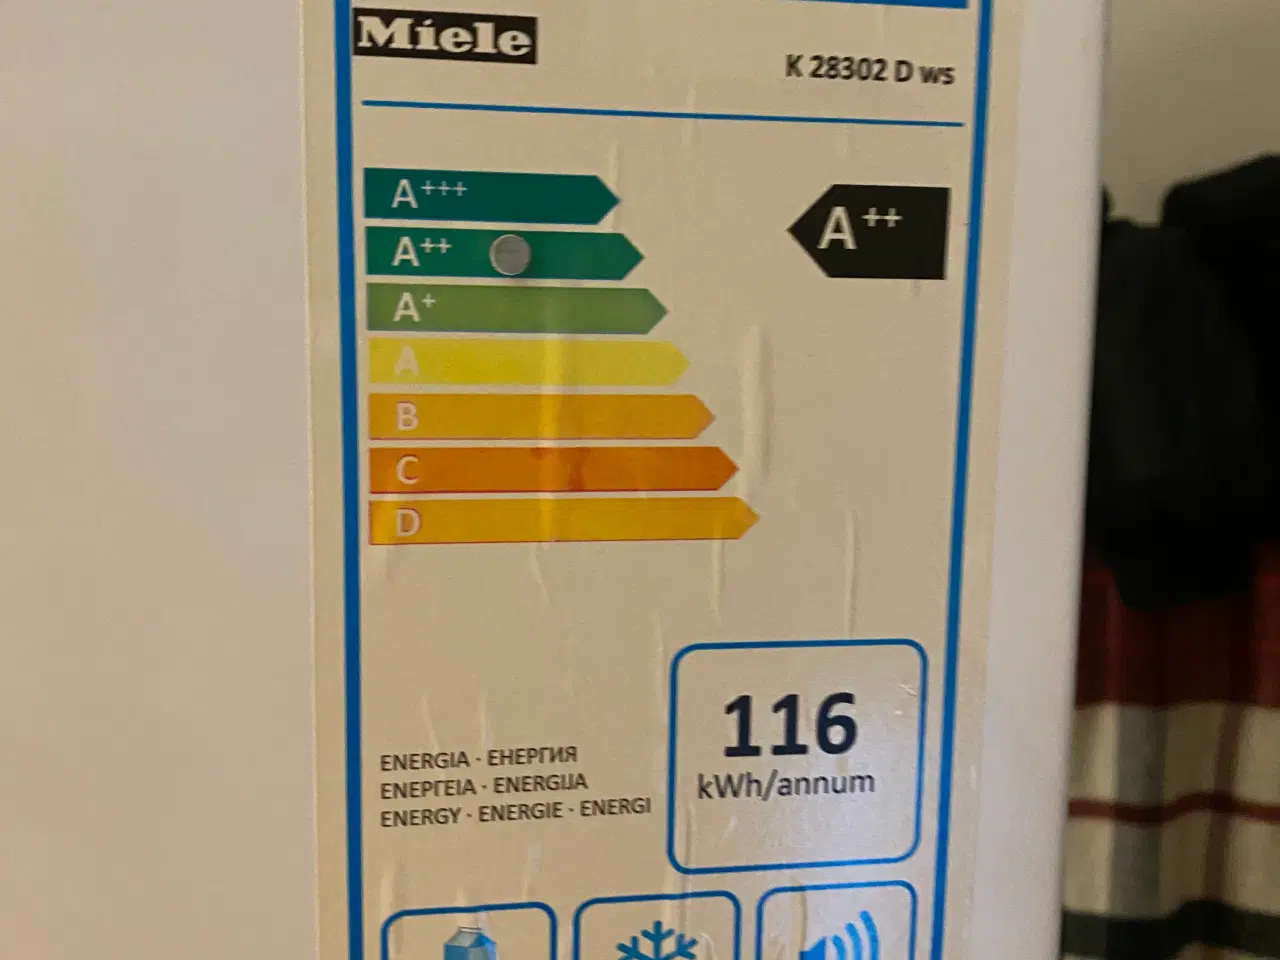 Miele
K 28302 D ws
A+++
A++
A++
A+
A
B
C
D
116
kWh/annum
ENERGIA · ЕНЕРГИЯ
ΕΝΕΡΓΕΙΑ · ENERGIJA
ENERGY · ENERGIE · ENERGI